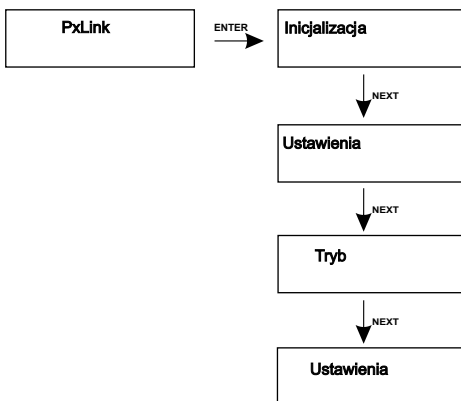 PxLink
ENTER
Inicjalizacja
NEXT
Ustawienia
NEXT
Tryb
NEXT
Ustawienia